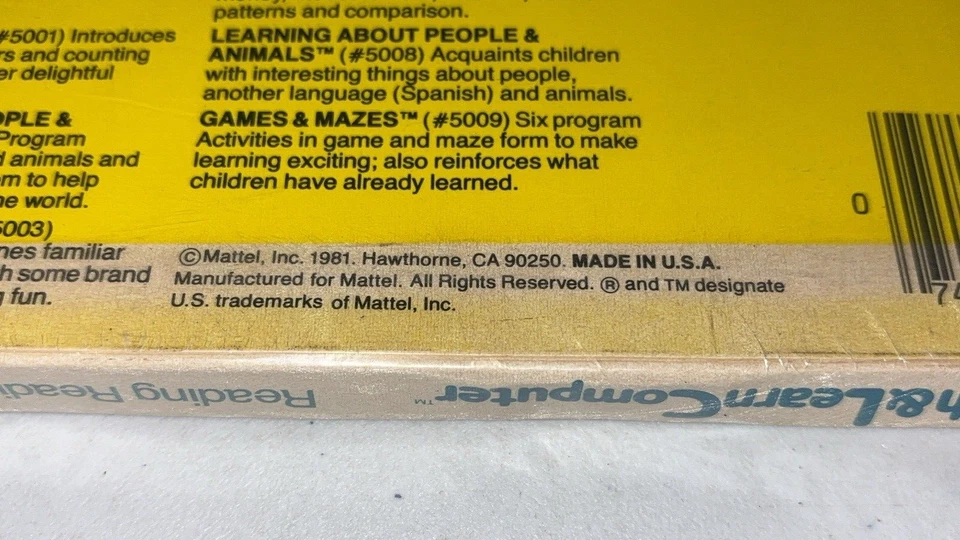 patterns and comparison.
LEARNING ABOUT PEOPLE &
ANIMALS™ (#5008) Acquaints children
with interesting things about people,
another language (Spanish) and animals.
GAMES & MAZES™ (#5009) Six program
Activities in game and maze form to make
learning exciting; also reinforces what
children have already learned.
#5001) Introduces
rs and counting
er delightful
OPLE &
Program
d animals and
em to help
he world.
5003)
nes familiar
h some brand
g fun.
©Mattel, Inc. 1981. Hawthorne, CA 90250. MADE IN U.S.A.
Manufactured for Mattel. All Rights Reserved. ® and TM designate
U.S. trademarks of Mattel, Inc.
0
74
h&LearnComputer™ Reading Readi